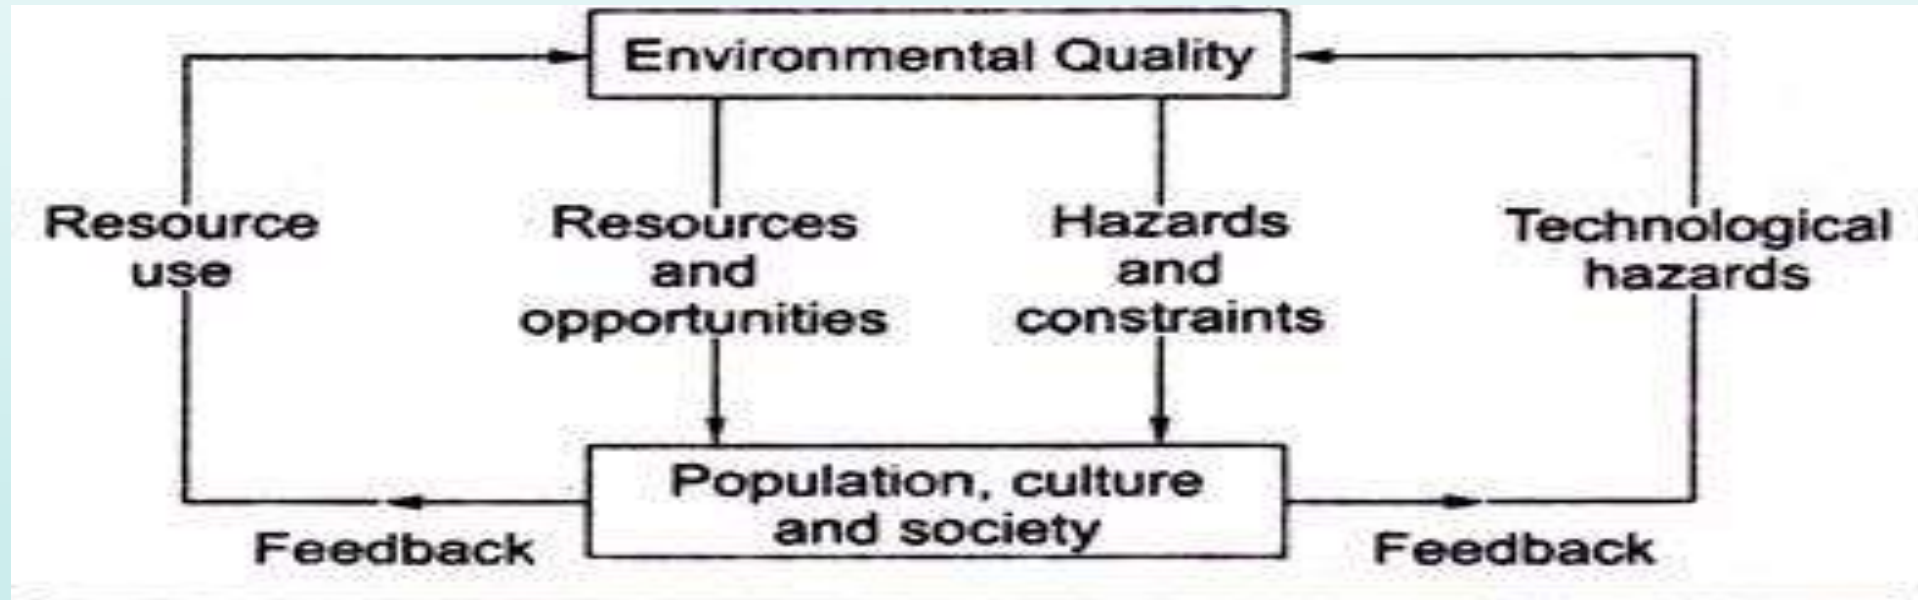 Environmental Quality
Resource
use
Resources
and
opportunities
Hazards
and
constraints
Technological
hazards
Population, culture
and society
Feedback
Feedback